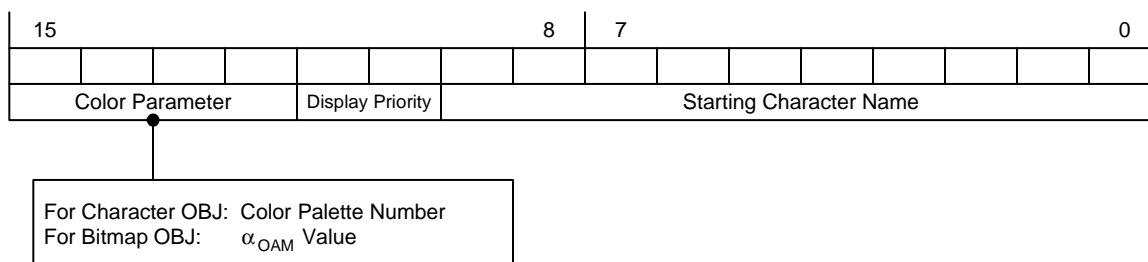 15 8 7 0
Color Parameter Display Priority Starting Character Name
For Character OBJ: Color Palette Number
For Bitmap OBJ: αOAM Value